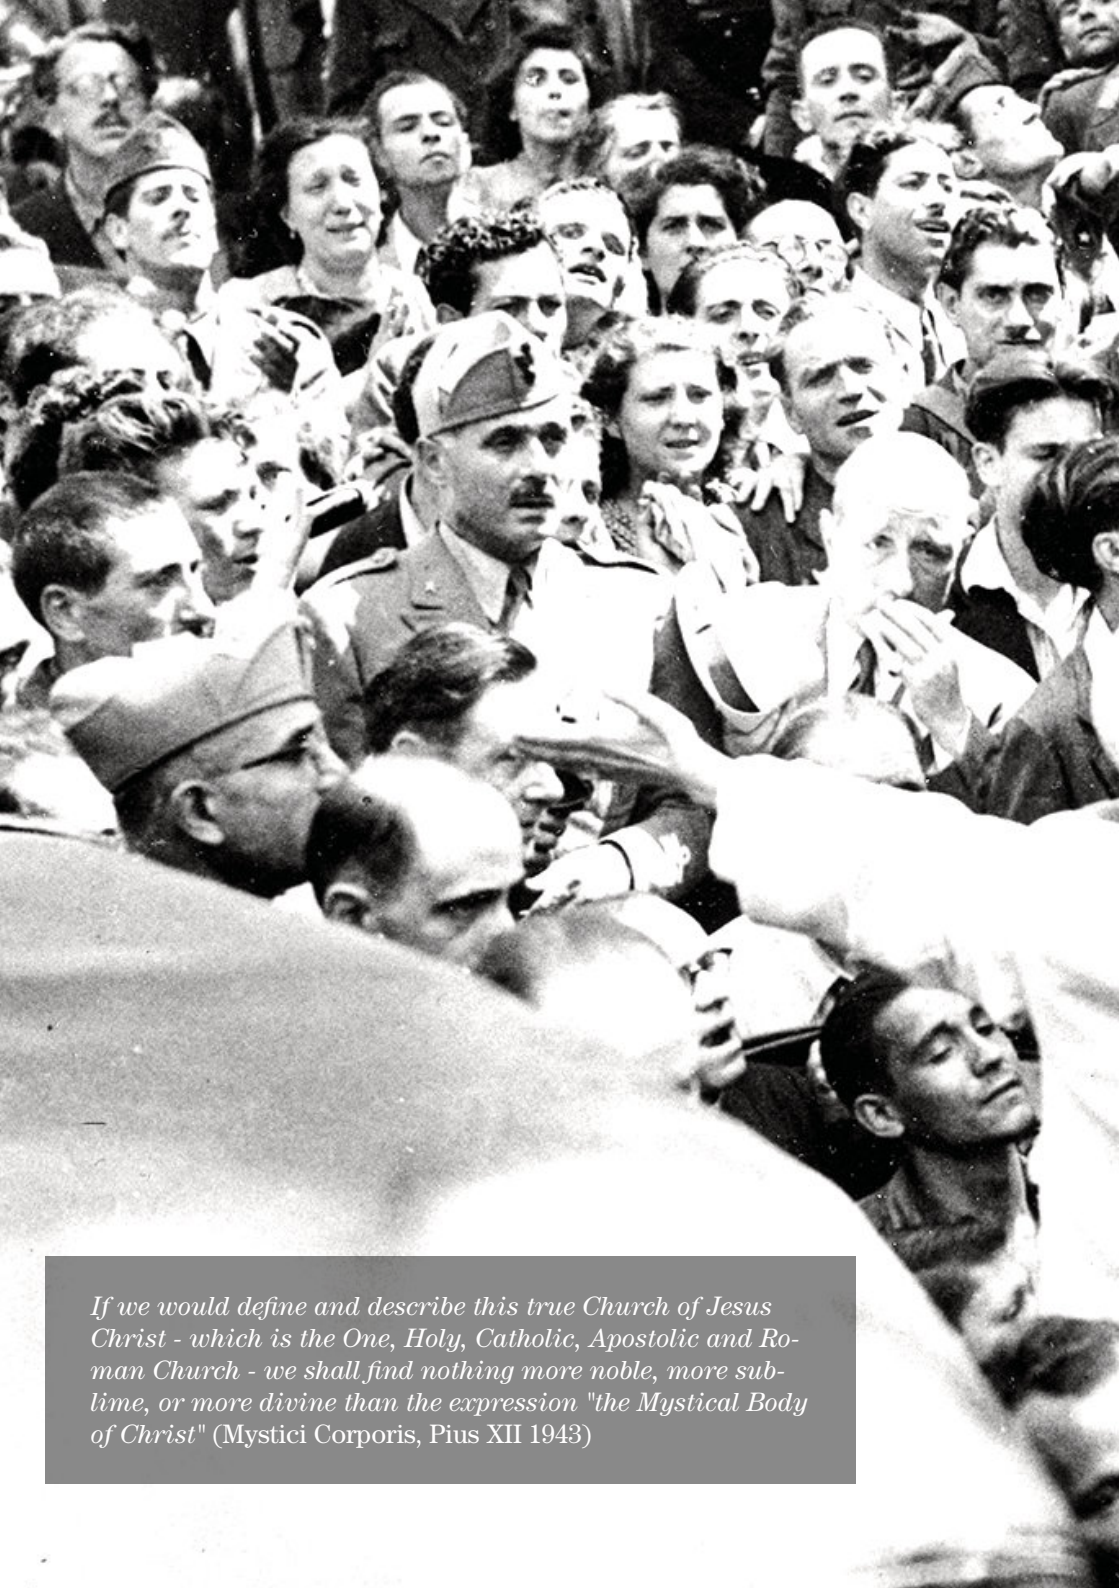 If we would define and describe this true Church of Jesus
Christ - which is the One, Holy, Catholic, Apostolic and Ro-
man Church - we shall find nothing more noble, more sub-
lime, or more divine than the expression "the Mystical Body
of Christ" (Mystici Corporis, Pius XII 1943)